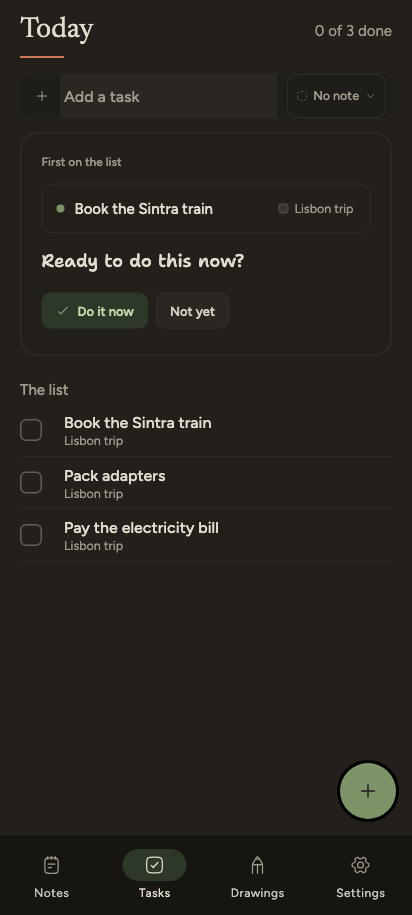 Today
0 of 3 done
Add a task
No note
First on the list
Book the Sintra train
Lisbon trip
Ready to do this now?
Do it now
Not yet
The list
Book the Sintra train
Lisbon trip
Pack adapters
Lisbon trip
Pay the electricity bill
Lisbon trip
Notes
Tasks
Drawings
Settings